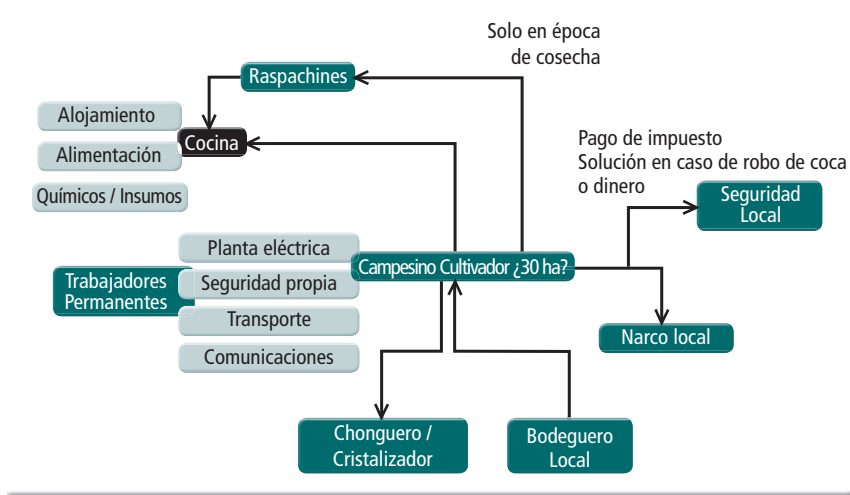 Solo en época
de cosecha
Raspachines
Alojamiento
Cocina
Alimentación
Químicos / Insumos
Pago de impuesto
Solución en caso de robo de coca
o dinero
Seguridad
Local
Planta eléctrica
Campesino Cultivador ¿30 ha?
Trabajadores
Permanentes
Seguridad propia
Transporte
Comunicaciones
Narco local
Chonguero /
Cristalizador
Bodeguero
Local